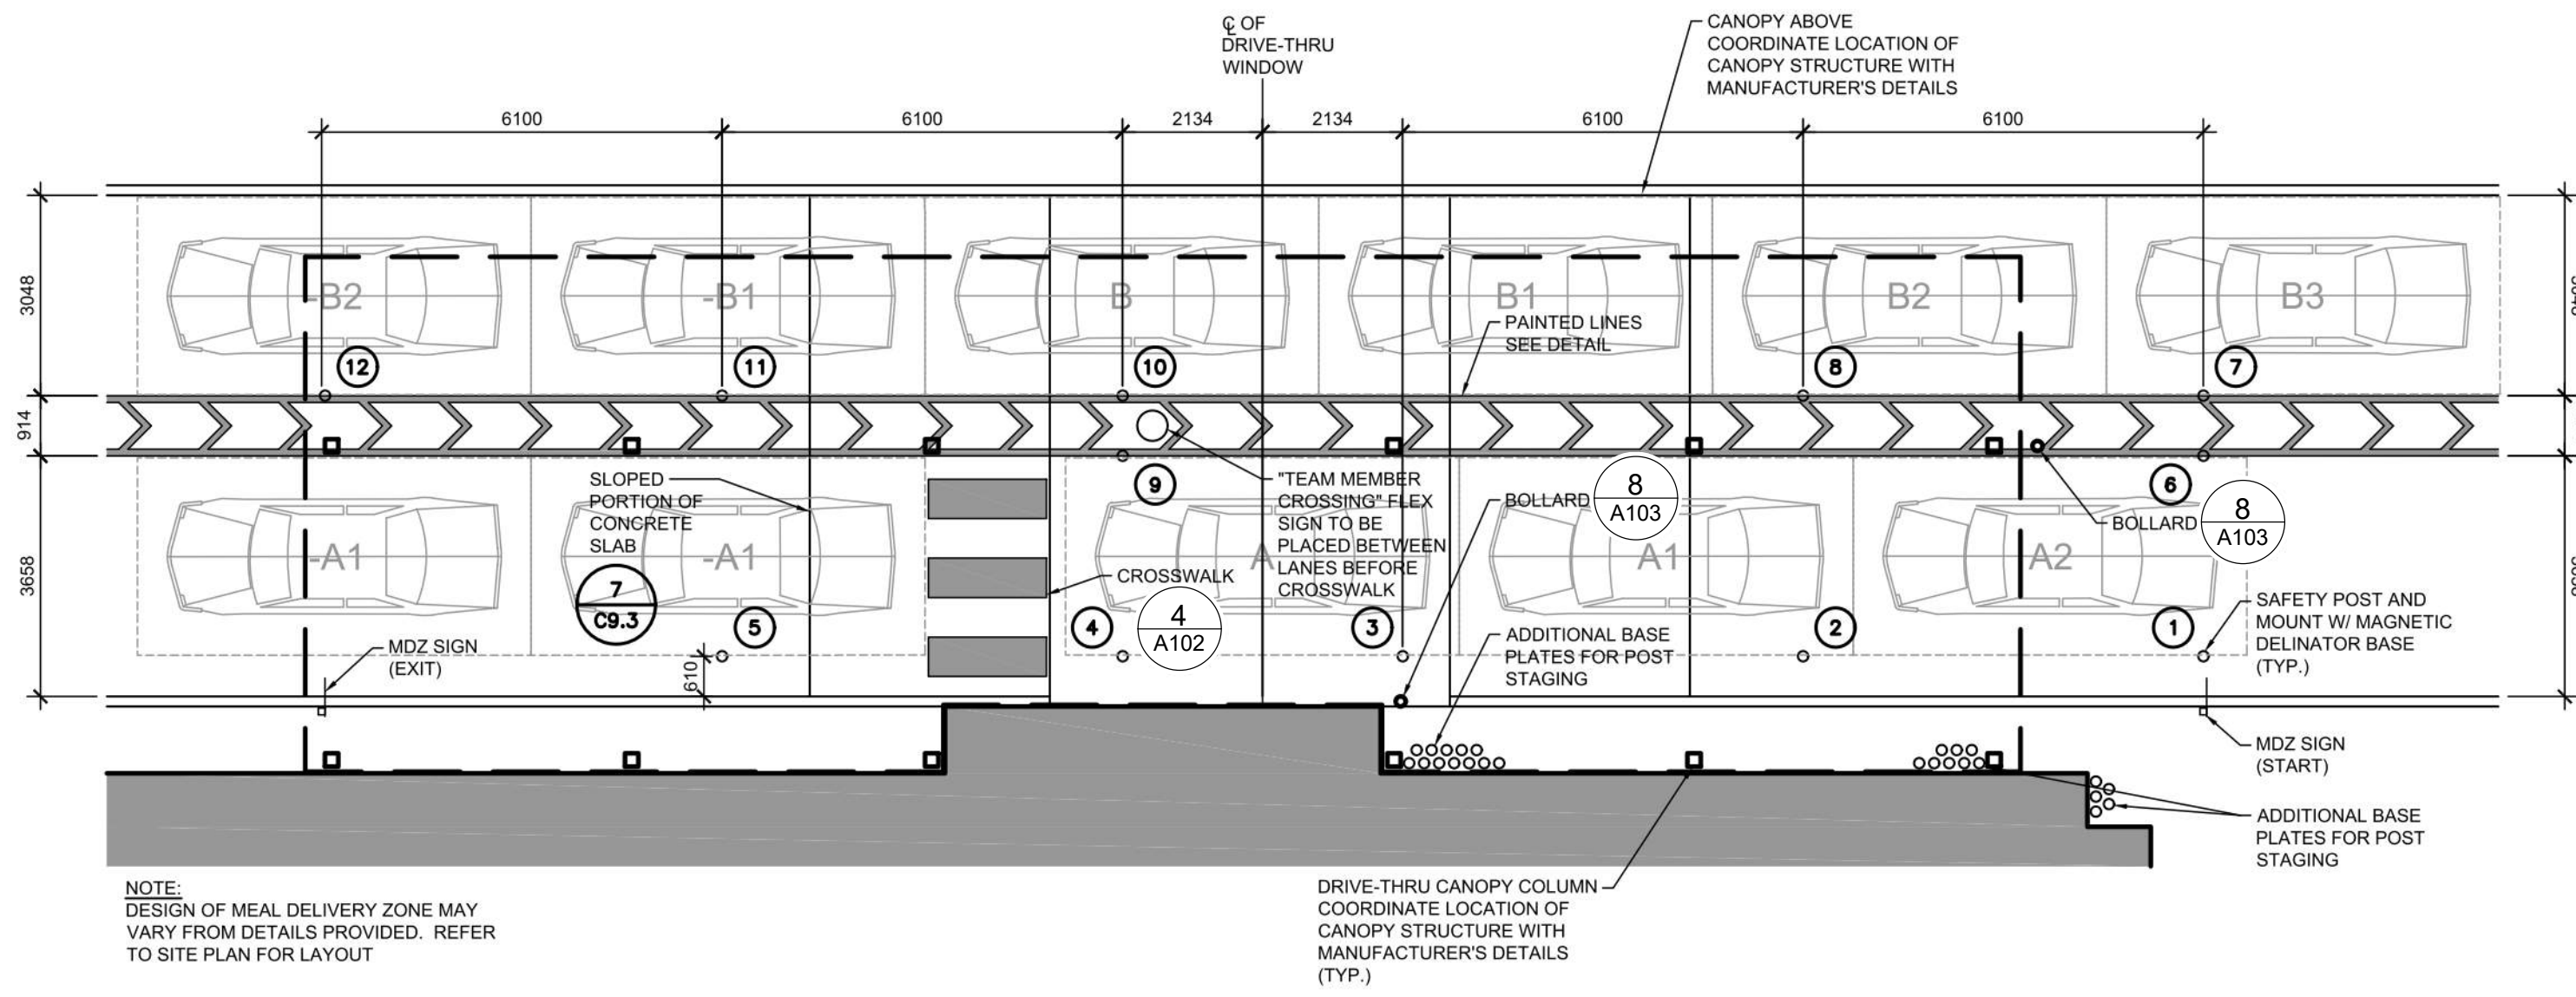 ℄ OF
DRIVE-THRU
WINDOW
CANOPY ABOVE
COORDINATE LOCATION OF
CANOPY STRUCTURE WITH
MANUFACTURER'S DETAILS
6100
6100
2134
2134
6100
6100
3048
914
3658
-B2
-B1
B
B1
B2
B3
PAINTED LINES
SEE DETAIL
12
11
10
8
7
SLOPED
PORTION OF
CONCRETE
SLAB
9
"TEAM MEMBER
CROSSING" FLEX
SIGN TO BE
PLACED BETWEEN
LANES BEFORE
CROSSWALK
BOLLARD
8
A103
6
BOLLARD
8
A103
-A1
-A1
A
A1
A2
7
C9.3
CROSSWALK
5
4
4
A102
3
2
1
610
MDZ SIGN
(EXIT)
ADDITIONAL BASE
PLATES FOR POST
STAGING
SAFETY POST AND
MOUNT W/ MAGNETIC
DELINATOR BASE
(TYP.)
MDZ SIGN
(START)
ADDITIONAL BASE
PLATES FOR POST
STAGING
NOTE:
DESIGN OF MEAL DELIVERY ZONE MAY
VARY FROM DETAILS PROVIDED. REFER
TO SITE PLAN FOR LAYOUT
DRIVE-THRU CANOPY COLUMN
COORDINATE LOCATION OF
CANOPY STRUCTURE WITH
MANUFACTURER'S DETAILS
(TYP.)